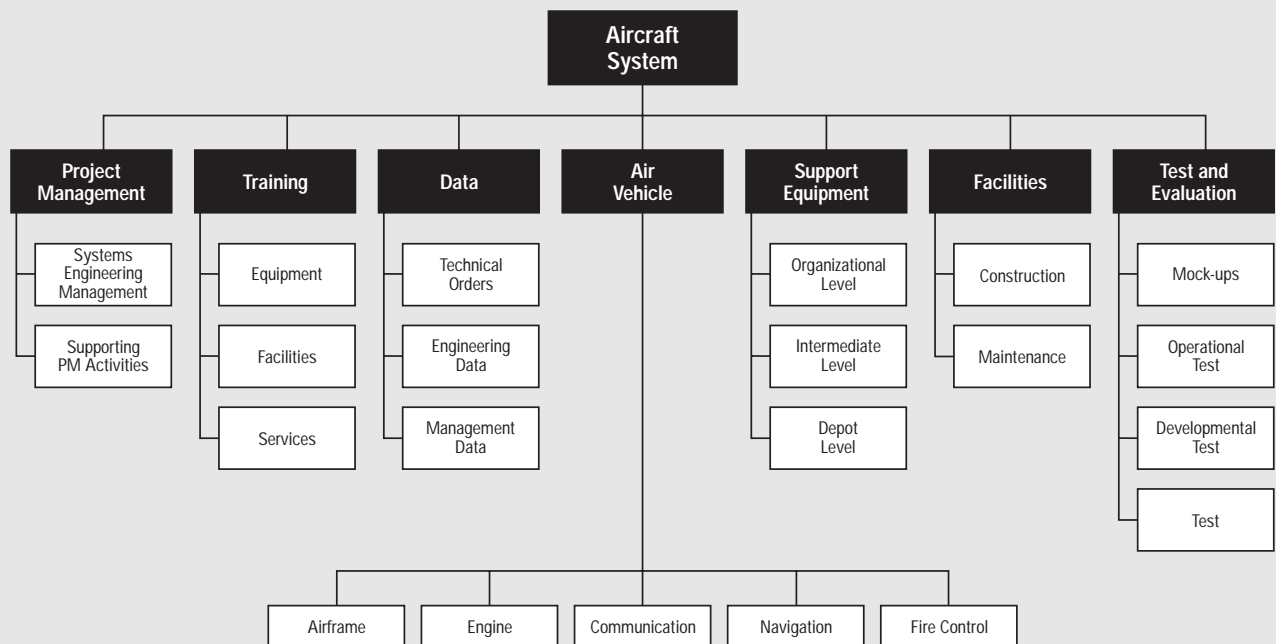 Aircraft
System
Project
Management
Training
Data
Air
Vehicle
Support
Equipment
Facilities
Test and
Evaluation
Systems
Engineering
Management
Supporting
PM Activities
Equipment
Facilities
Services
Technical
Orders
Engineering
Data
Management
Data
Organizational
Level
Intermediate
Level
Depot
Level
Construction
Maintenance
Mock-ups
Operational
Test
Developmental
Test
Test
Airframe
Engine
Communication
Navigation
Fire Control